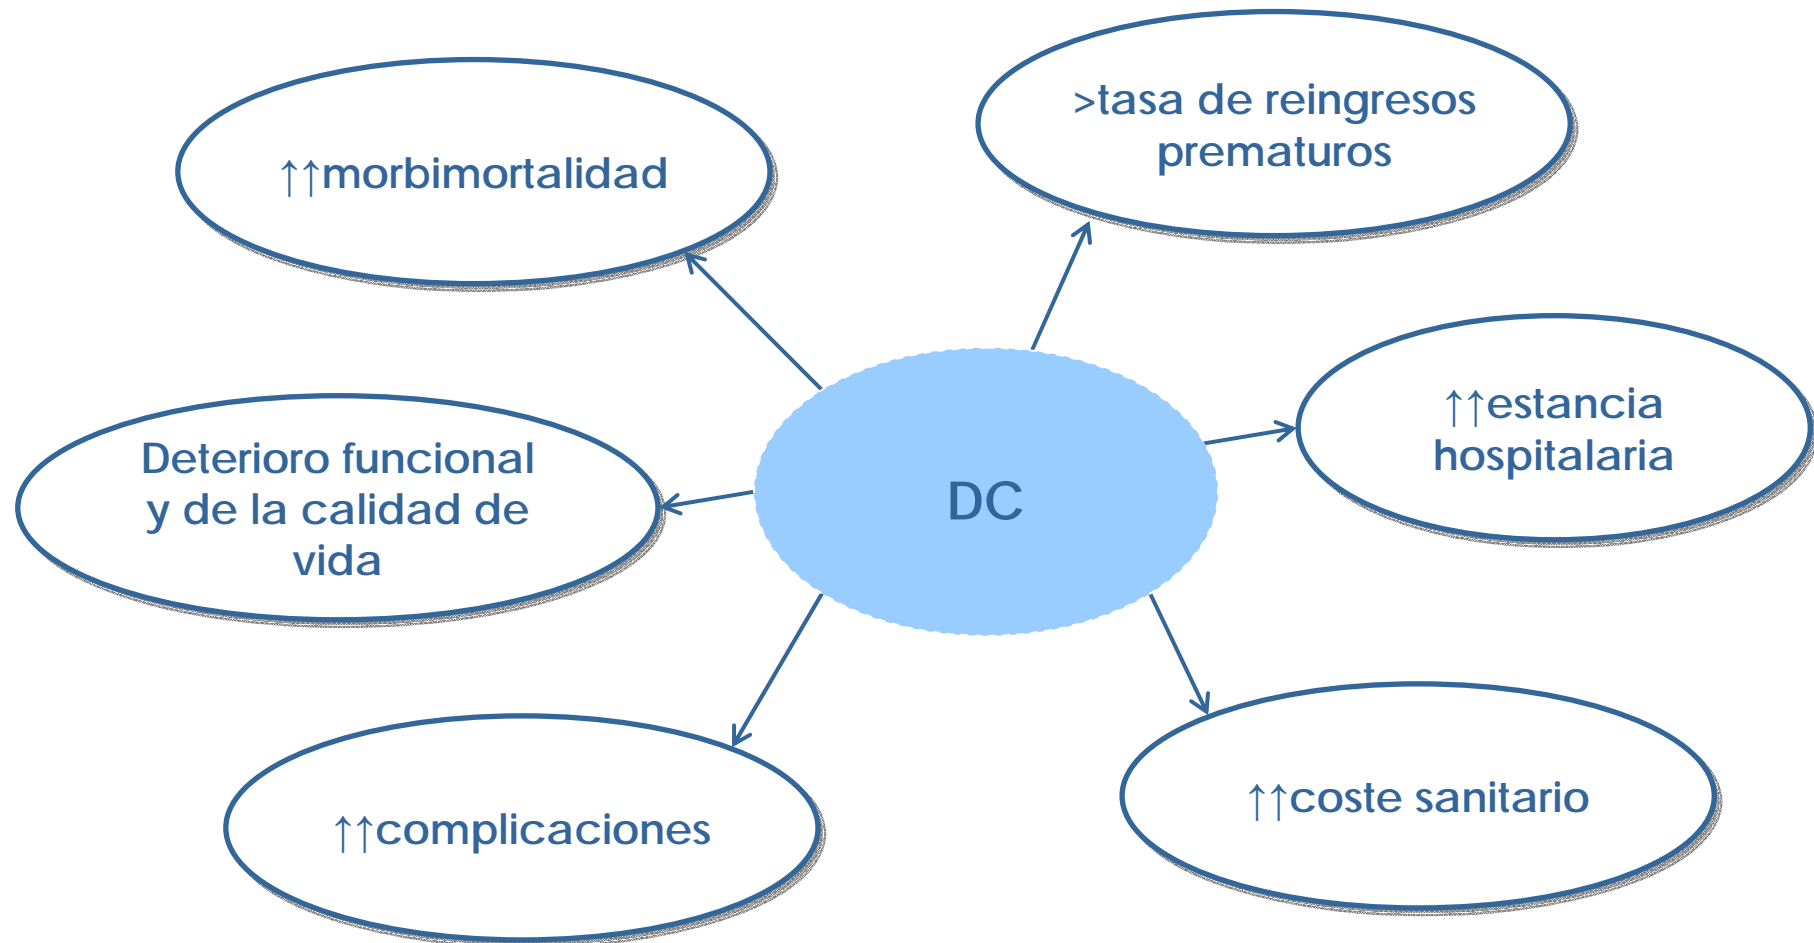 >tasa de reingresos
prematuros
↑↑morbimortalidad
↑↑estancia
hospitalaria
Deterioro funcional
y de la calidad de
vida
DC
↑↑coste sanitario
↑↑complicaciones